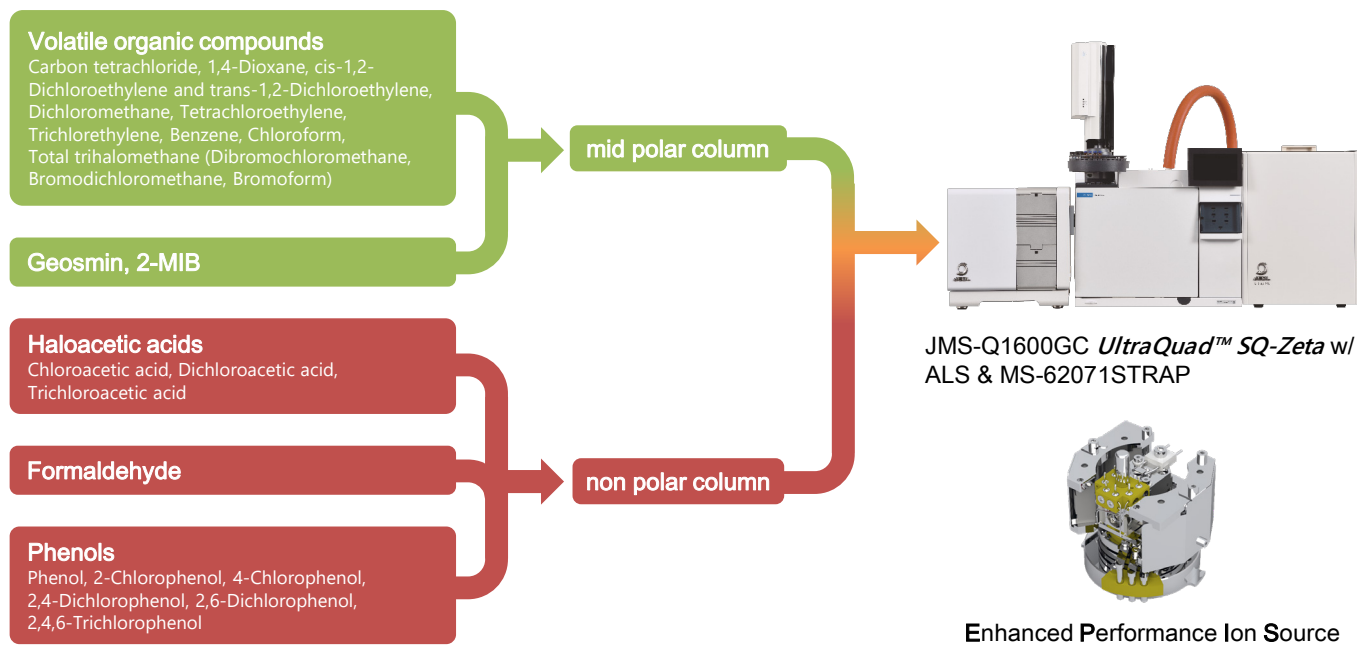 Volatile organic compounds
Carbon tetrachloride, 1,4-Dioxane, cis-1,2-
Dichloroethylene and trans-1,2-Dichloroethylene,
Dichloromethane, Tetrachloroethylene,
Trichlorethylene, Benzene, Chloroform,
Total trihalomethane (Dibromochloromethane,
Bromodichloromethane, Bromoform)
Geosmin, 2-MIB
Haloacetic acids
Chloroacetic acid, Dichloroacetic acid,
Trichloroacetic acid
Formaldehyde
Phenols
Phenol, 2-Chlorophenol, 4-Chlorophenol,
2,4-Dichlorophenol, 2,6-Dichlorophenol,
2,4,6-Trichlorophenol
mid polar column
non polar column
JMS-Q1600GC UltraQuad™ SQ-Zeta w/
ALS & MS-62071STRAP
Enhanced Performance Ion Source